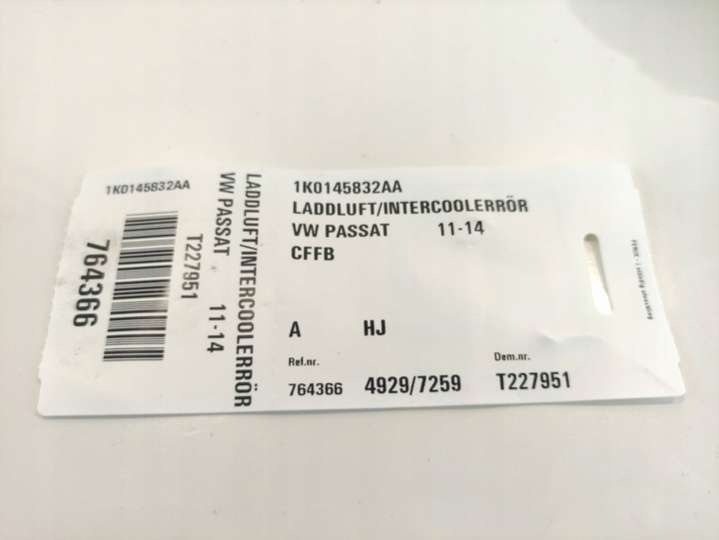 1K0145832AA
764366
T227951
VW PASSAT 11-14
LADDLUFT/INTERCOOLERRÖR
1K0145832AA
LADDLUFT/INTERCOOLERRÖR
VW PASSAT 11-14
CFFB
A HJ
Ref.nr. Dem.nr.
764366 4929/7259 T227951